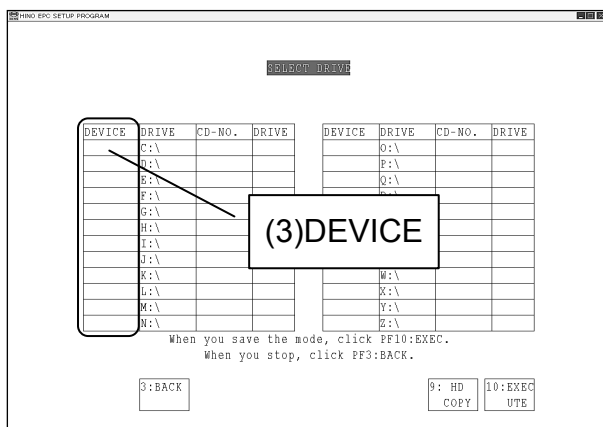 HINO EPC SETUP PROGRAM
SELECT DRIVE
DEVICE DRIVE CD-NO. DRIVE DEVICE DRIVE CD-NO. DRIVE
C:\ O:\
D:\ P:\
E:\ Q:\
F:\
G:\
H:\
I:\
J:\
K:\ W:\
L:\ X:\
M:\ Y:\
N:\ Z:\
(3)DEVICE
When you save the mode, click PF10:EXEC.
When you stop, click PF3:BACK.
3:BACK 9: HD 10:EXEC
COPY UTE